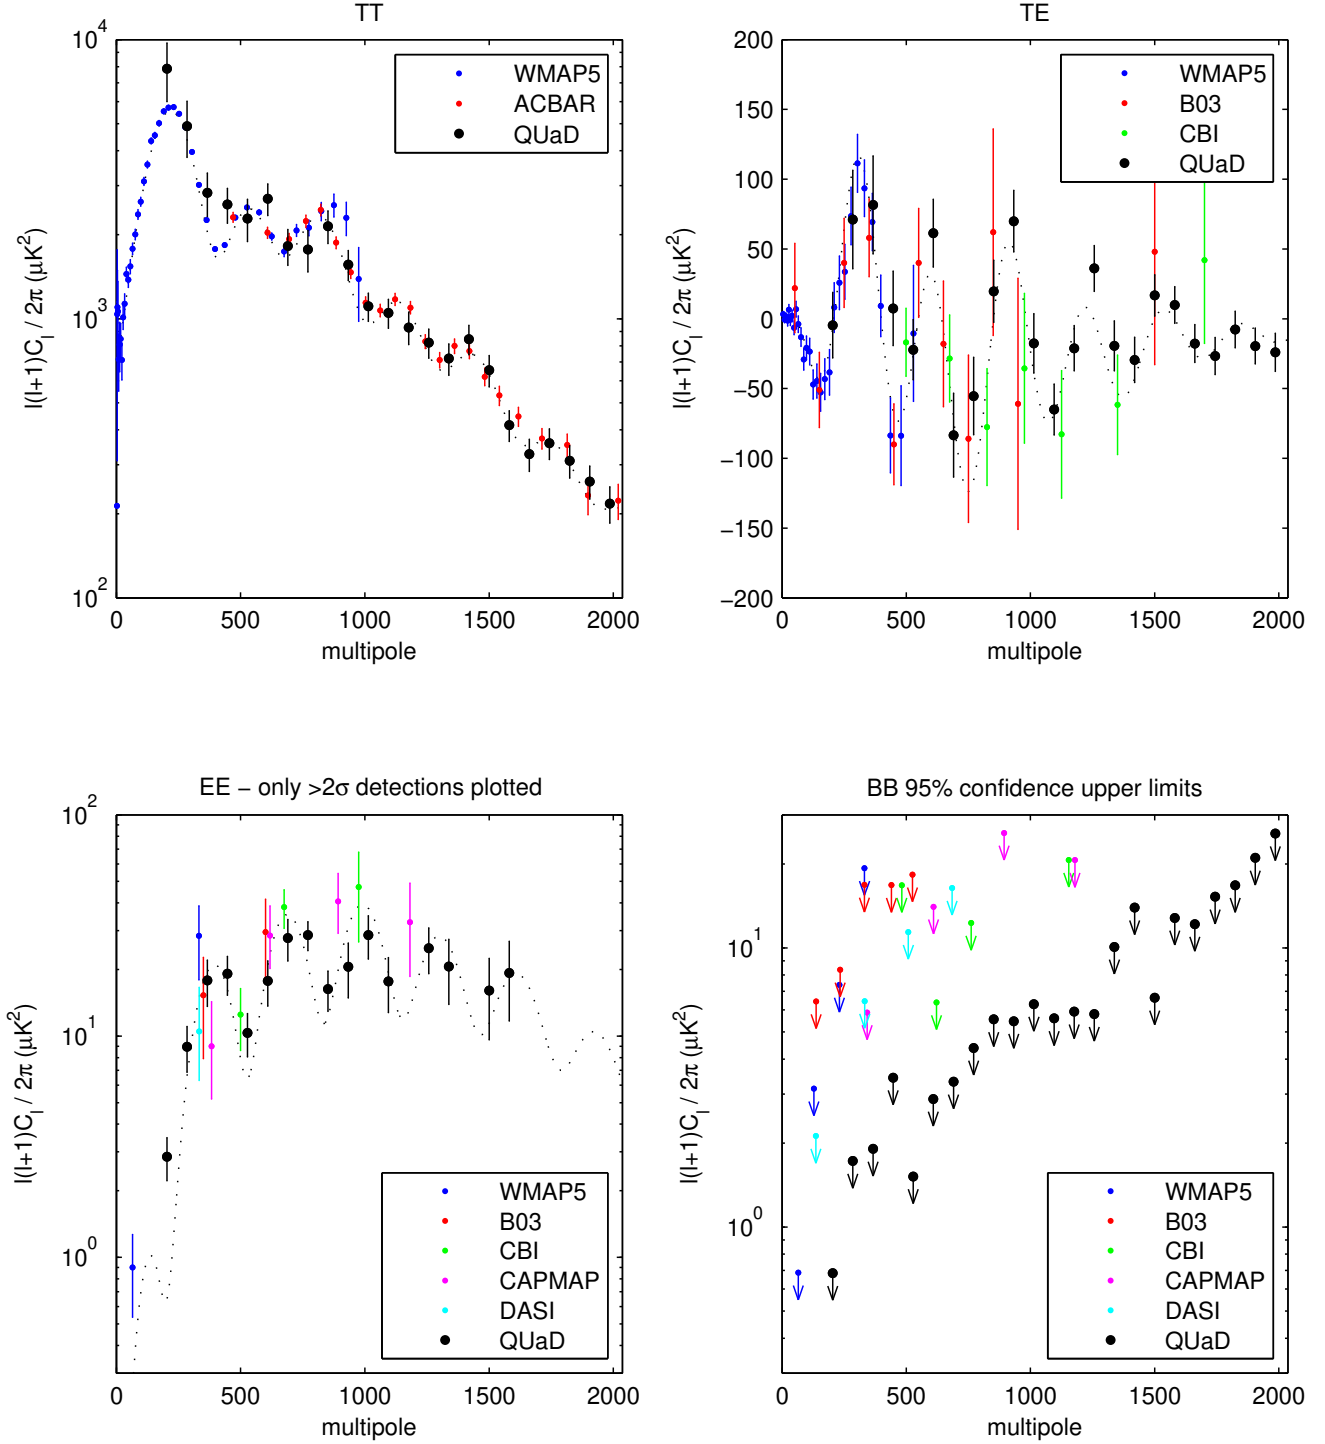 TT
10^4
10^3
10^2
l(l+1)C_l / 2π (μK^2)
0 500 1000 1500 2000
multipole
WMAP5
ACBAR
QUaD
TE
200
150
100
50
0
−50
−100
−150
−200
l(l+1)C_l / 2π (μK^2)
0 500 1000 1500 2000
multipole
WMAP5
B03
CBI
QUaD
EE − only >2σ detections plotted
10^2
10^1
10^0
l(l+1)C_l / 2π (μK^2)
0 500 1000 1500 2000
multipole
WMAP5
B03
CBI
CAPMAP
DASI
QUaD
BB 95% confidence upper limits
10^1
10^0
l(l+1)C_l / 2π (μK^2)
0 500 1000 1500 2000
multipole
WMAP5
B03
CBI
CAPMAP
DASI
QUaD